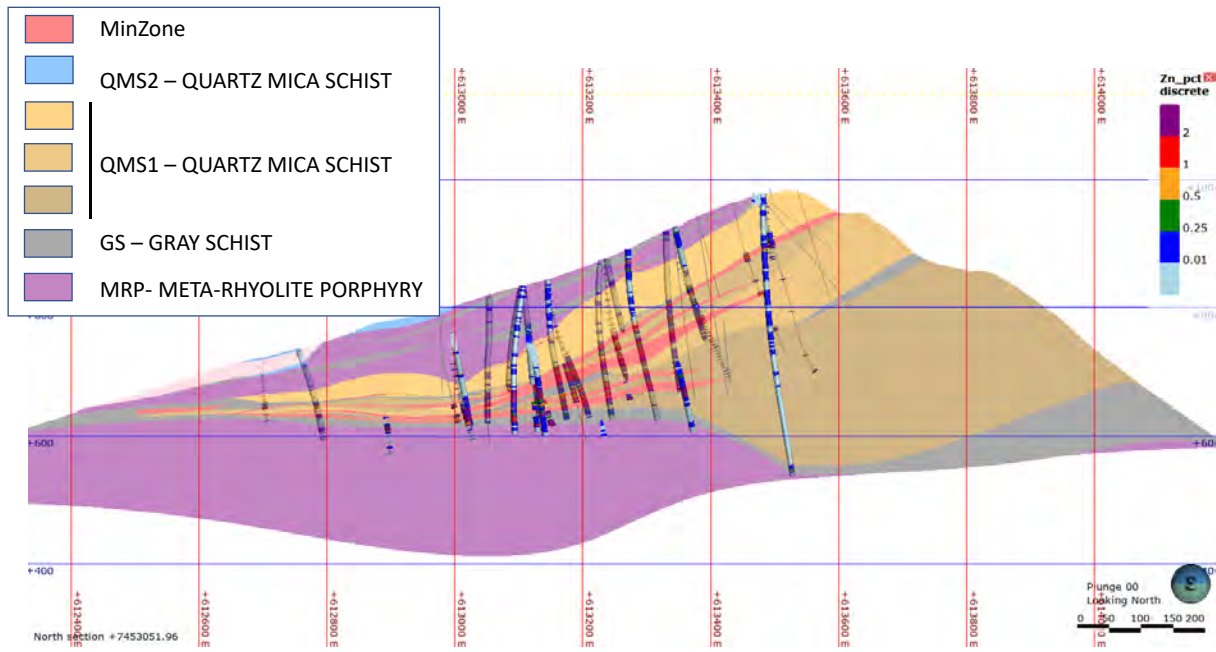 MinZone
QMS2 – QUARTZ MICA SCHIST
QMS1 – QUARTZ MICA SCHIST
GS – GRAY SCHIST
MRP- META-RHYOLITE PORPHYRY
+613000 E
+613200 E
+613400 E
+613600 E
+613800 E
+614000 E
Zn_pct
discrete
2
1
0.5
0.25
0.01
+600
+400
+612400 E
+612600 E
+612800 E
+613000 E
+613200 E
+613400 E
+613600 E
+613800 E
+614000 E
Plunge 00
Looking North
0 50 100 150 200
North section +7453051.96